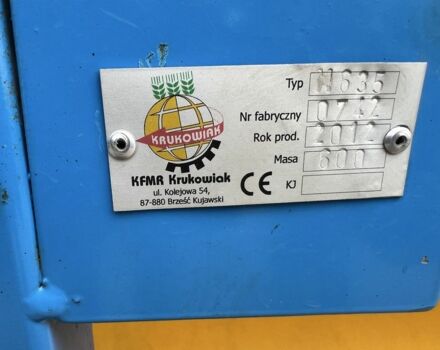 KRUKOWIAK
KFMR Krukowiak
ul. Kolejowa 54,
87-880 Brześć Kujawski
CE
Typ M635
Nr fabryczny 0742
Rok prod. 2012
Masa 600
KJ